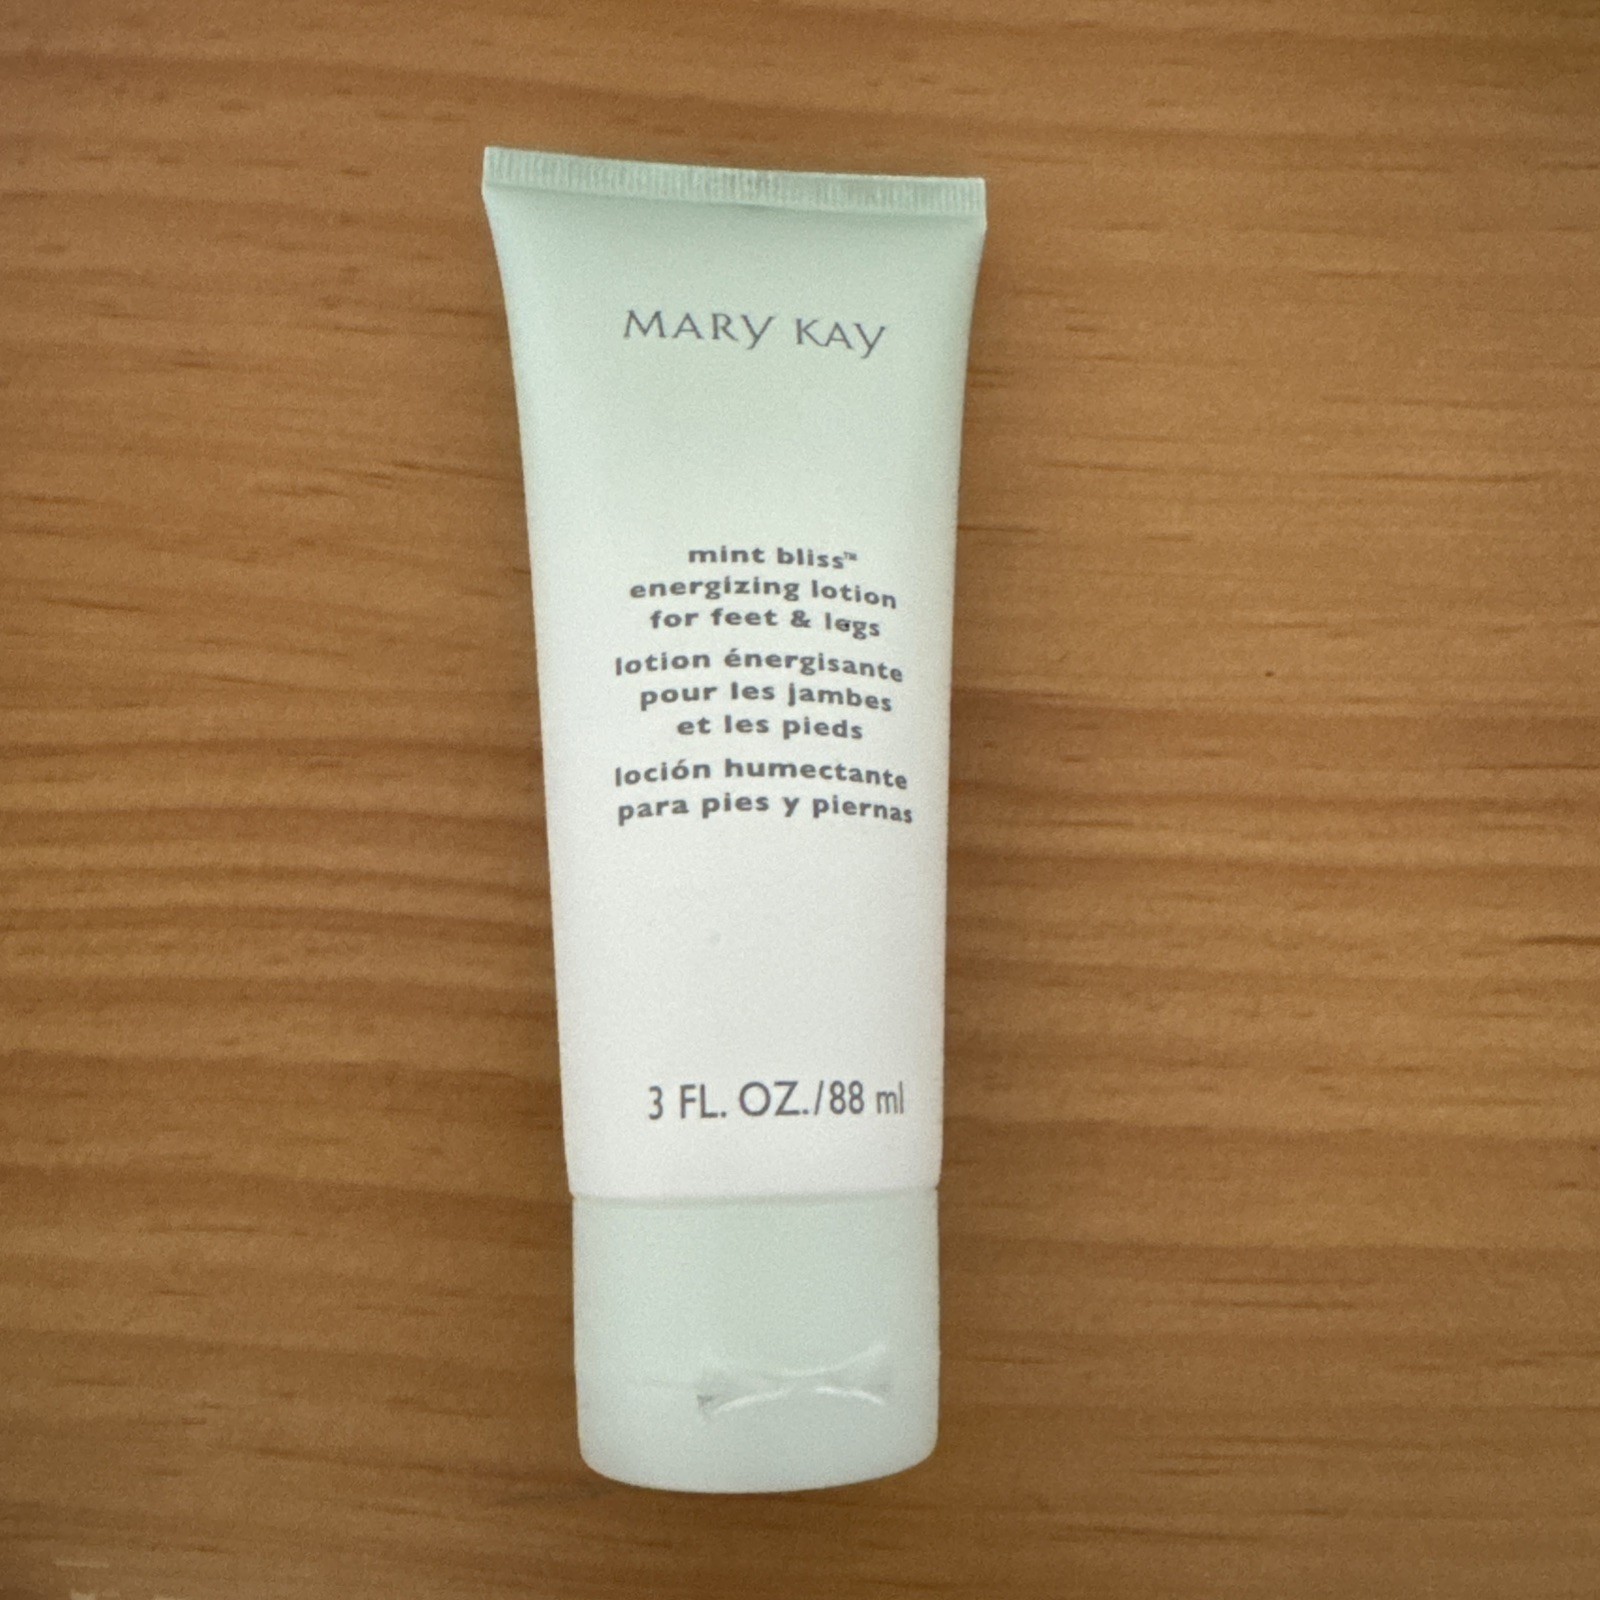 MARY KAY
mint bliss™
energizing lotion
for feet & legs
lotion énergisante
pour les jambes
et les pieds
loción humectante
para pies y piernas
3 FL. OZ./88 ml